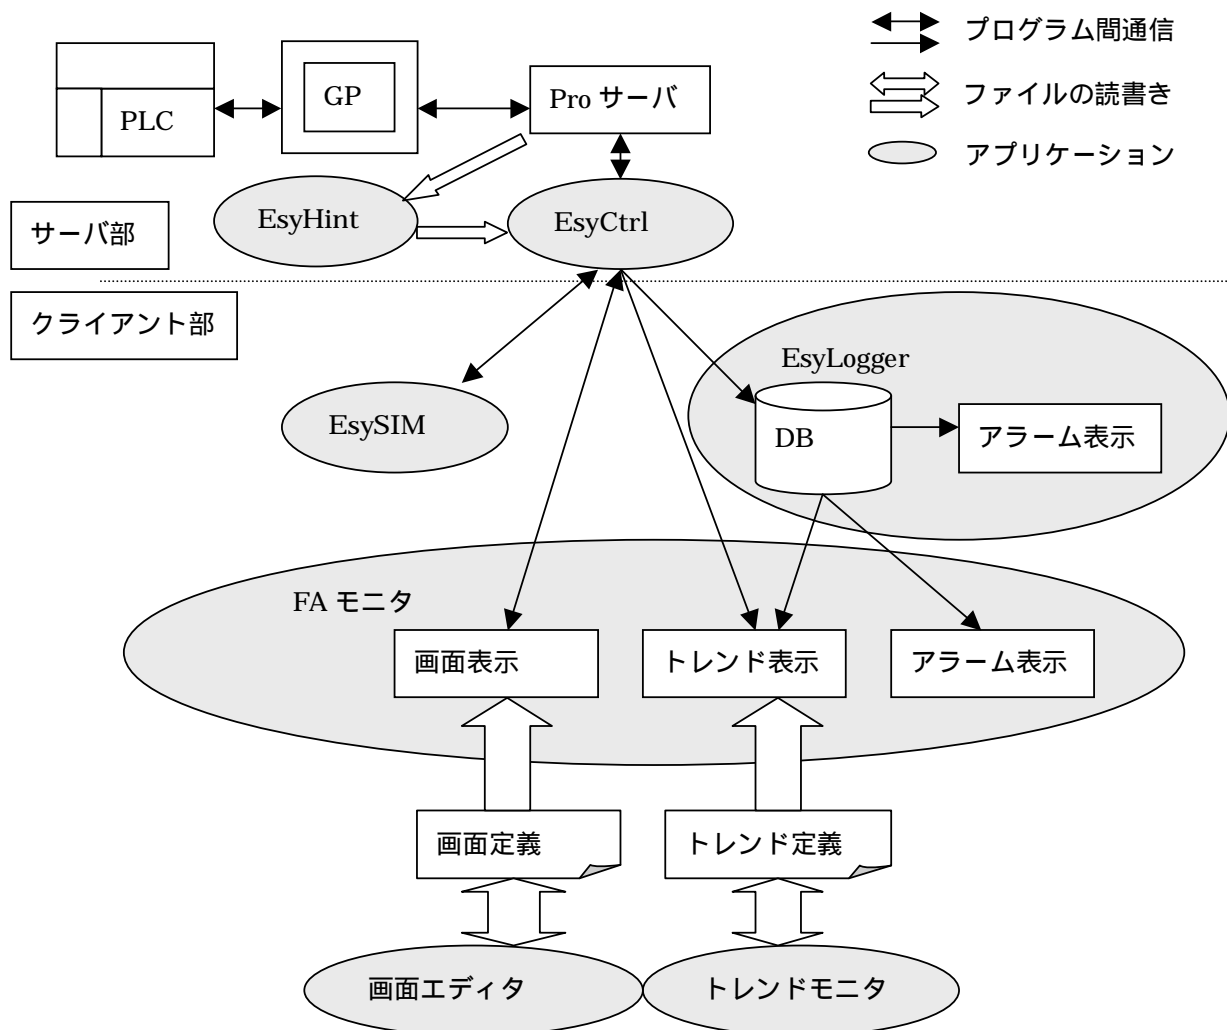 プログラム間通信
ファイルの読書き
アプリケーション
PLC
GP
Pro サーバ
EsyHint
EsyCtrl
サーバ部
クライアント部
EsyLogger
EsySIM
DB
アラーム表示
FA モニタ
画面表示
トレンド表示
アラーム表示
画面定義
トレンド定義
画面エディタ
トレンドモニタ